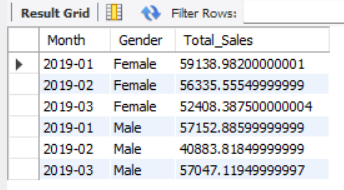 Result Grid Filter Rows:
Month Gender Total_Sales
2019-01 Female 59138.98200000001
2019-02 Female 56335.55549999999
2019-03 Female 52408.387500000004
2019-01 Male 57152.88599999999
2019-02 Male 40883.81849999999
2019-03 Male 57047.11949999997